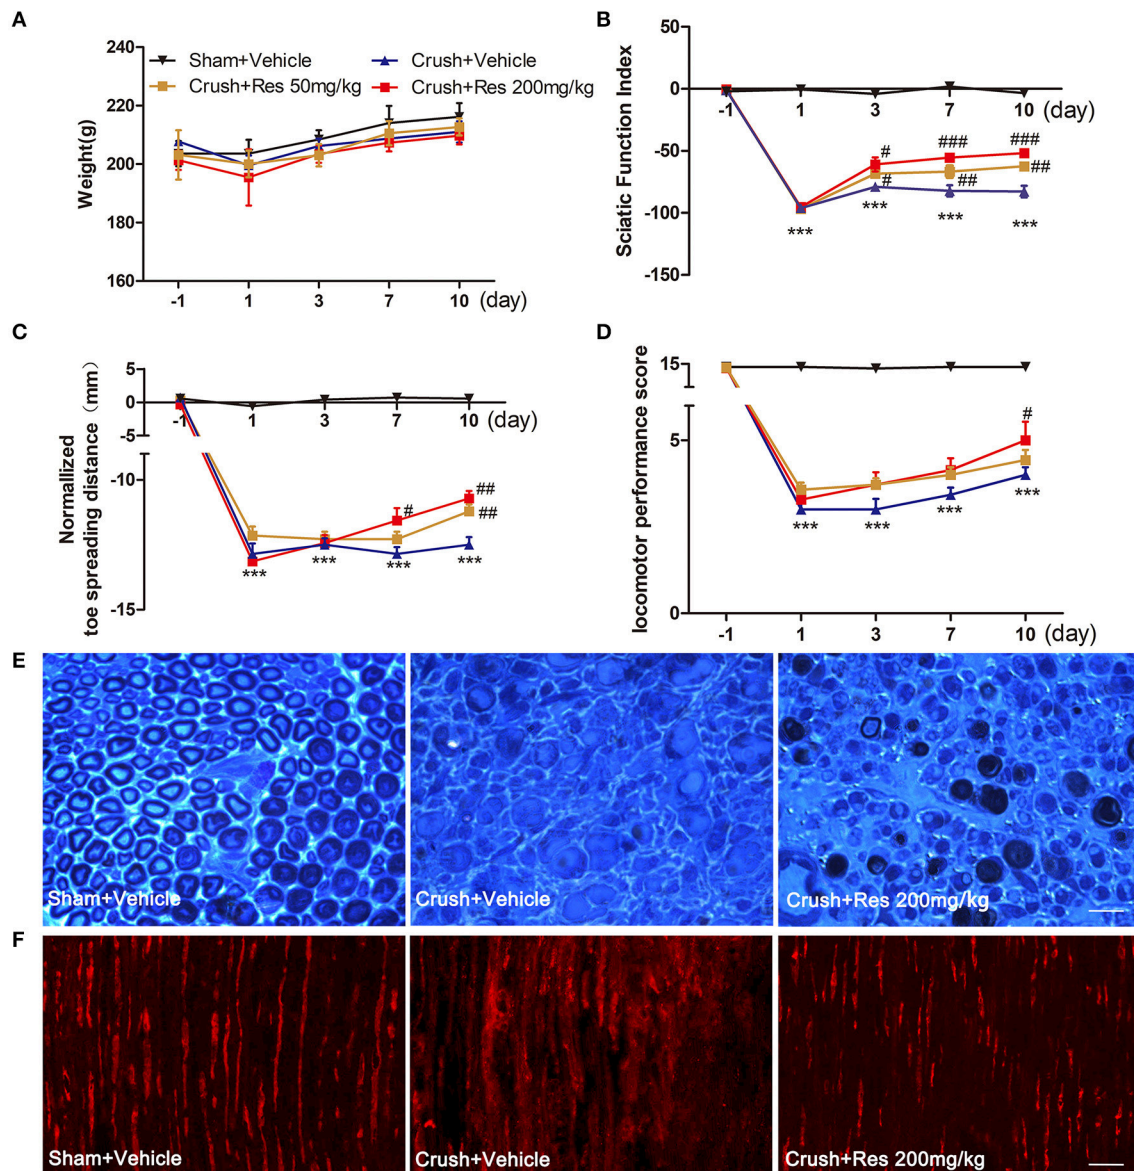 A
240
220
200
180
160
Weight(g)
Sham+Vehicle
Crush+Vehicle
Crush+Res 50mg/kg
Crush+Res 200mg/kg
-1 1 3 7 10 (day)
B
50
0
-50
-100
-150
Sciatic Function Index
-1 1 3 7 10 (day)
# ### ###
# ## ##
*** *** *** ***
C
5
0
-5
-10
-15
Normallized
toe spreading distance (mm)
-1 1 3 7 10 (day)
# ##
##
*** *** *** ***
D
15
5
0
locomotor performance score
-1 1 3 7 10 (day)
#
*** *** *** ***
E
Sham+Vehicle
Crush+Vehicle
Crush+Res 200mg/kg
F
Sham+Vehicle
Crush+Vehicle
Crush+Res 200mg/kg